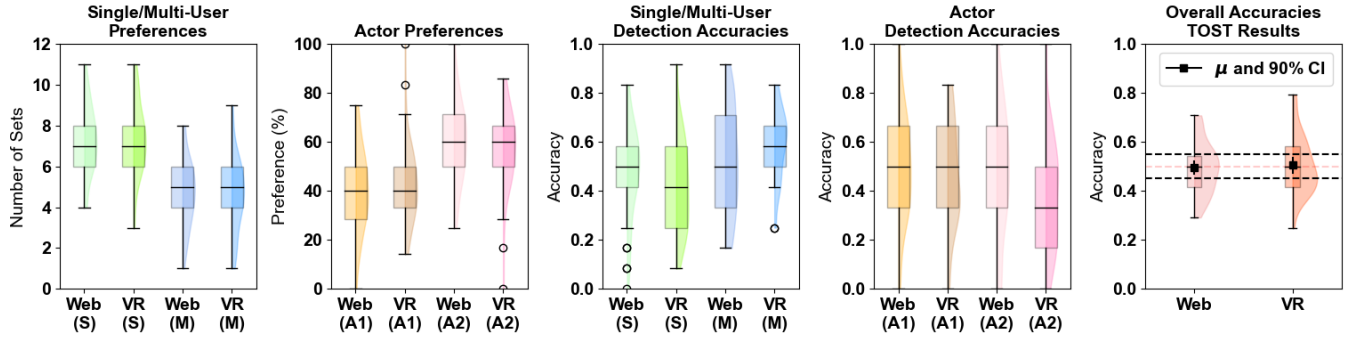 Single/Multi-User
Preferences
Number of Sets
12
10
8
6
4
2
0
Web
(S)
VR
(S)
Web
(M)
VR
(M)
Actor Preferences
Preference (%)
100
80
60
40
20
0
Web
(A1)
VR
(A1)
Web
(A2)
VR
(A2)
Single/Multi-User
Detection Accuracies
Accuracy
1.0
0.8
0.6
0.4
0.2
0.0
Web
(S)
VR
(S)
Web
(M)
VR
(M)
Actor
Detection Accuracies
Accuracy
1.0
0.8
0.6
0.4
0.2
0.0
Web
(A1)
VR
(A1)
Web
(A2)
VR
(A2)
Overall Accuracies
TOST Results
μ and 90% CI
Accuracy
1.0
0.8
0.6
0.4
0.2
0.0
Web
VR